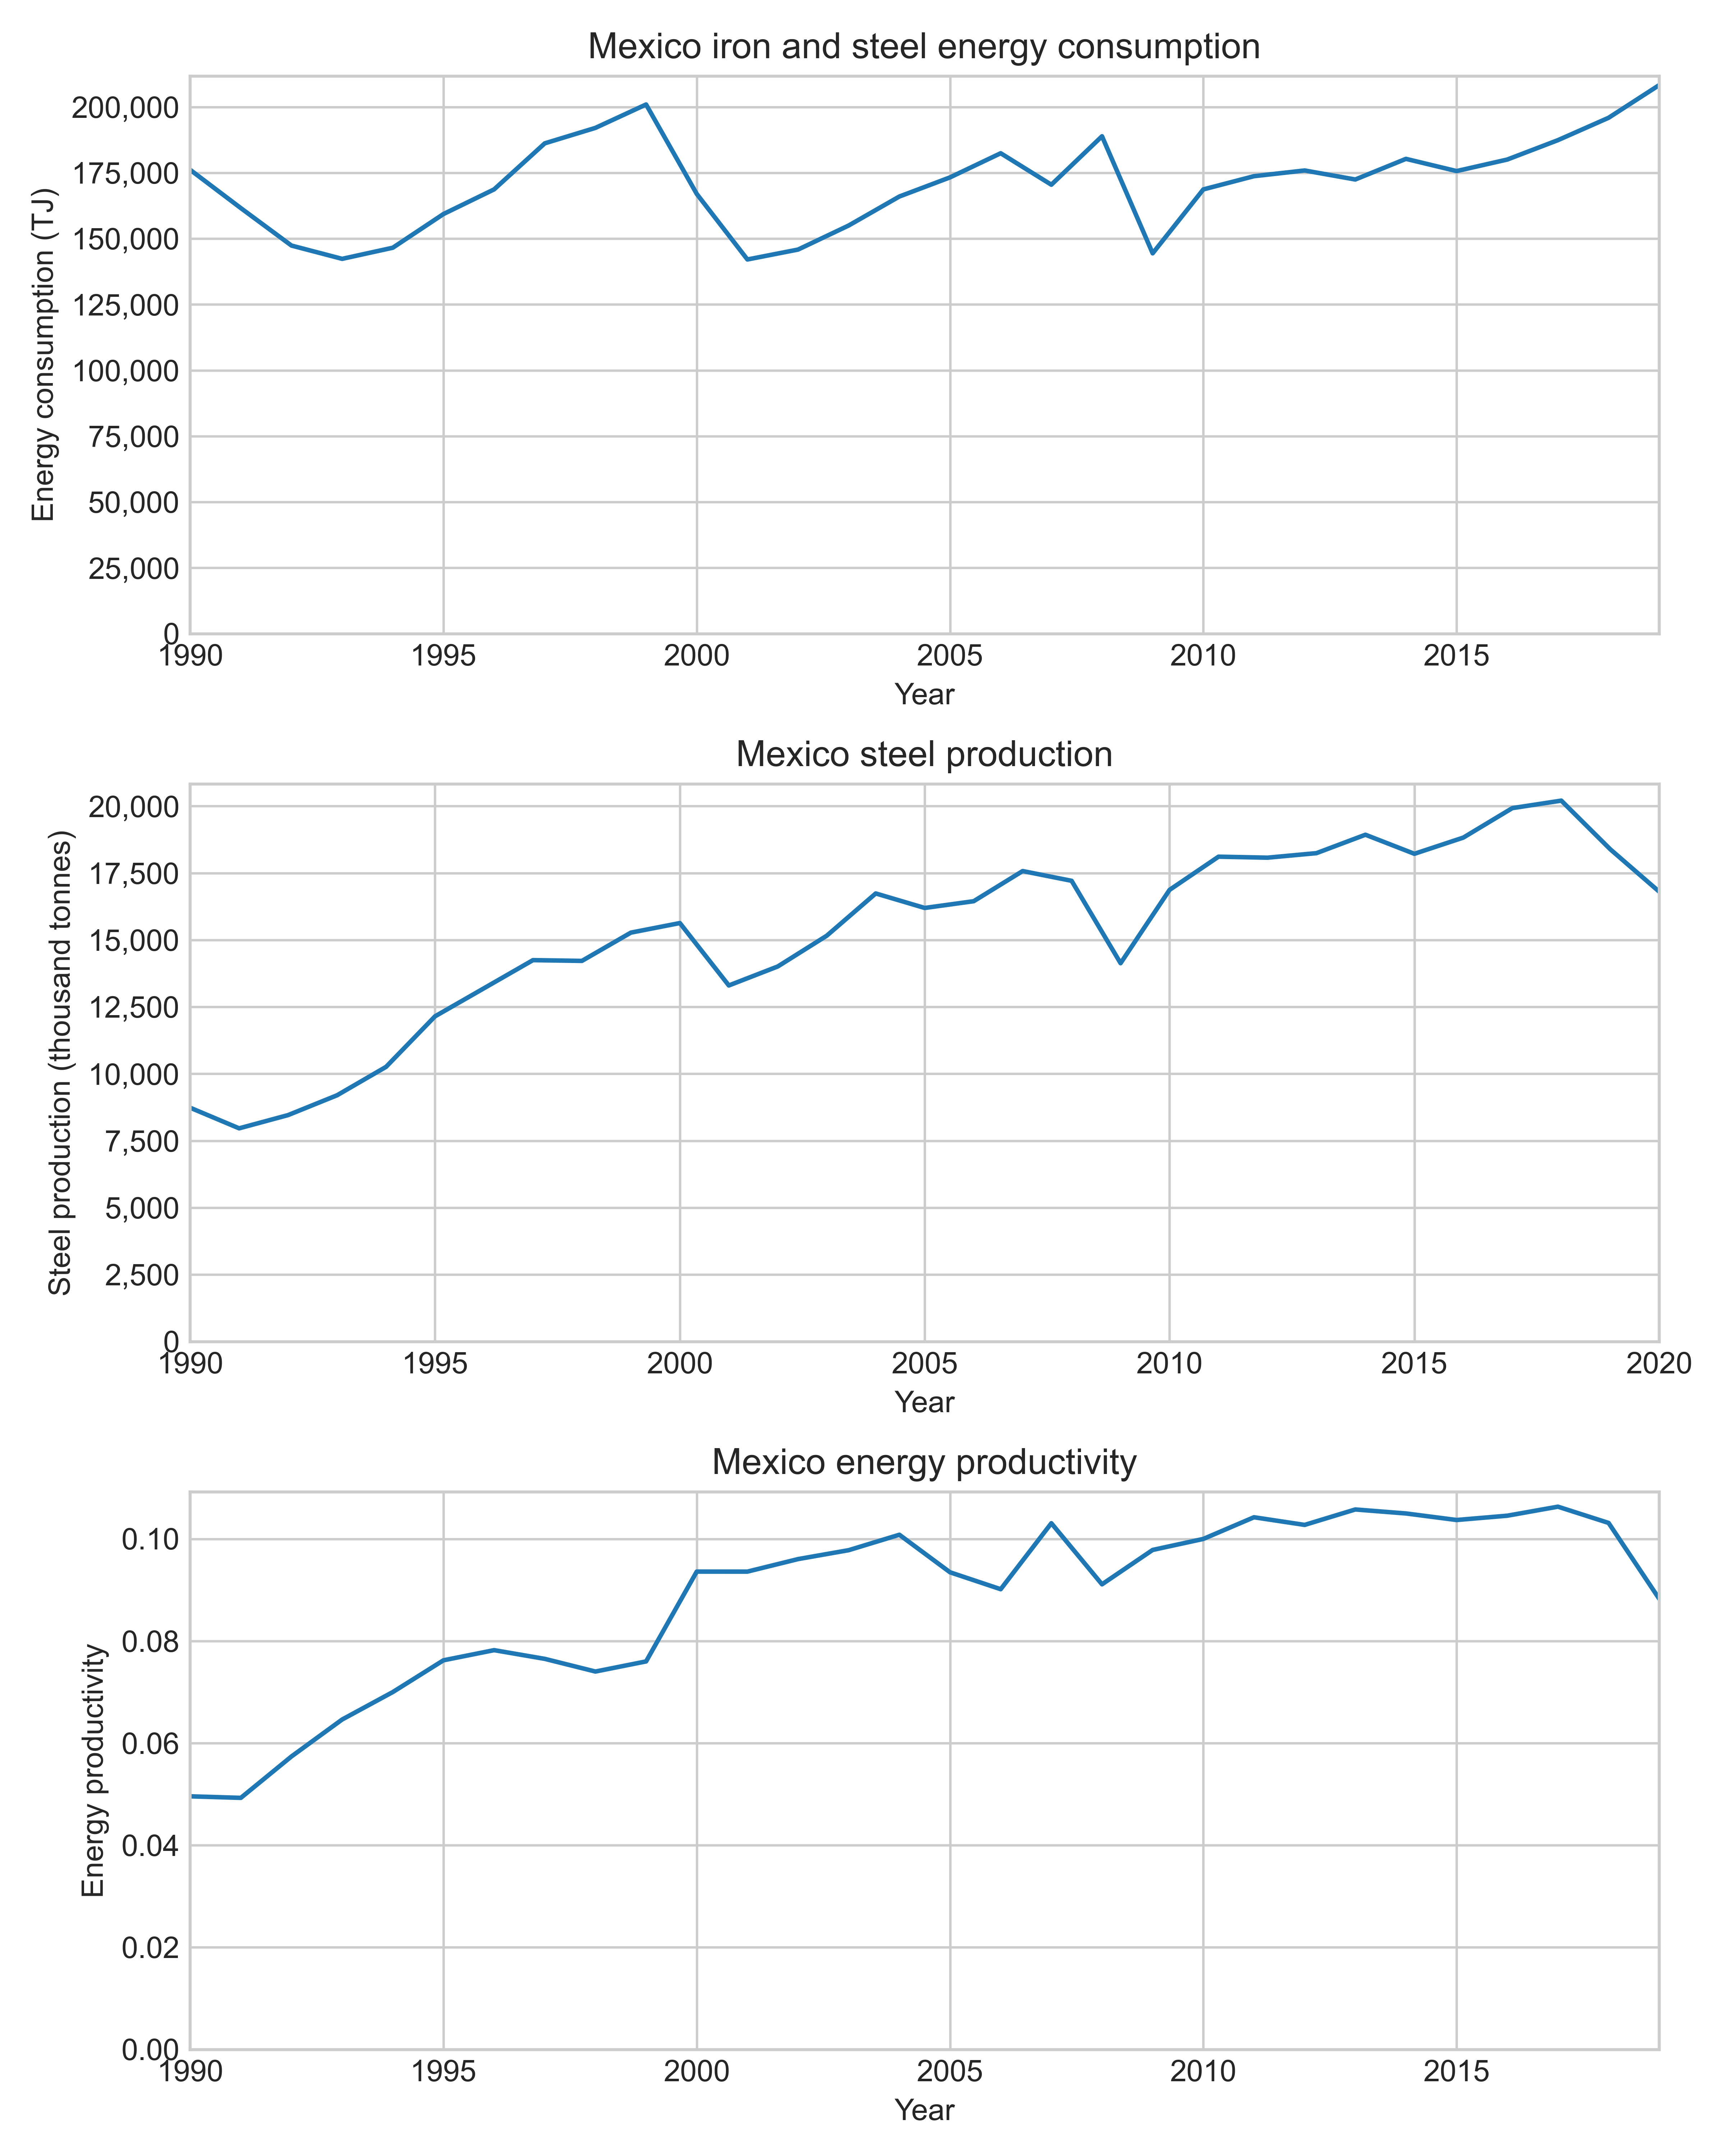 Mexico iron and steel energy consumption
Energy consumption (TJ)
200,000
175,000
150,000
125,000
100,000
75,000
50,000
25,000
0
1990 1995 2000 2005 2010 2015
Year
Mexico steel production
Steel production (thousand tonnes)
20,000
17,500
15,000
12,500
10,000
7,500
5,000
2,500
0
1990 1995 2000 2005 2010 2015 2020
Year
Mexico energy productivity
Energy productivity
0.10
0.08
0.06
0.04
0.02
0.00
1990 1995 2000 2005 2010 2015
Year